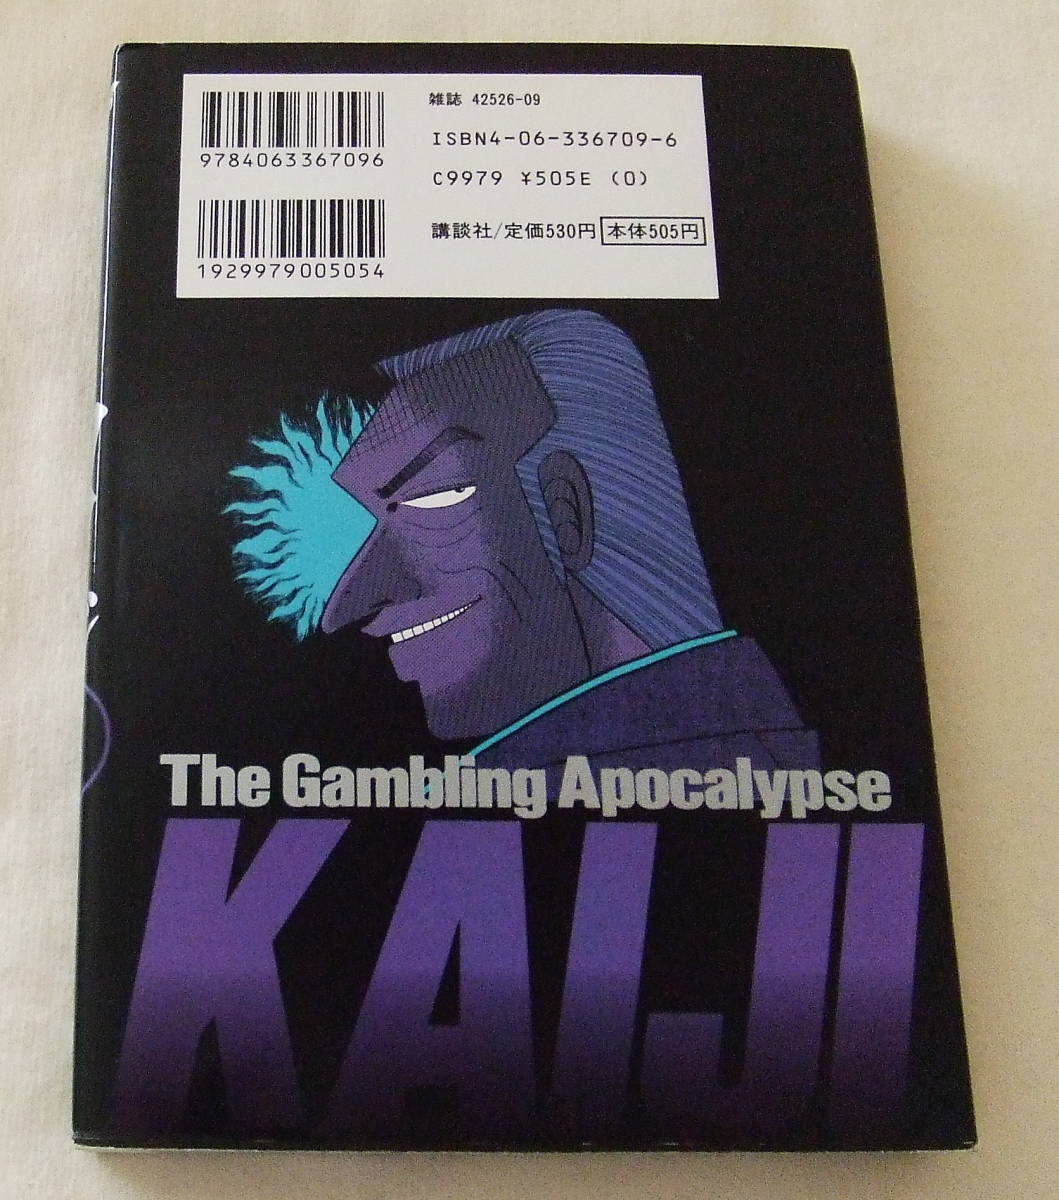 雑誌 42526-09
ISBN4-06-336709-6
9784063367096
C9979 ¥505E (0)
講談社/定価530円 本体505円
1929979005054
The Gambling Apocalypse
KAIJI